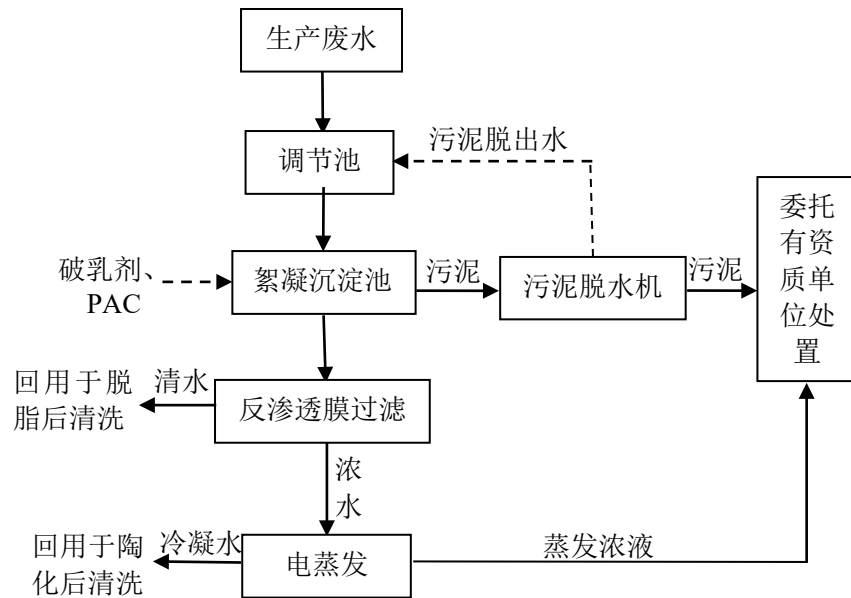 生产废水
调节池
污泥脱出水
委托
有资
质单
位处
置
破乳剂、
PAC
絮凝沉淀池
污泥
污泥脱水机
污泥
回用于脱
脂后清洗
清水
反渗透膜过滤
浓
水
回用于陶
化后清洗
冷凝水
电蒸发
蒸发浓液